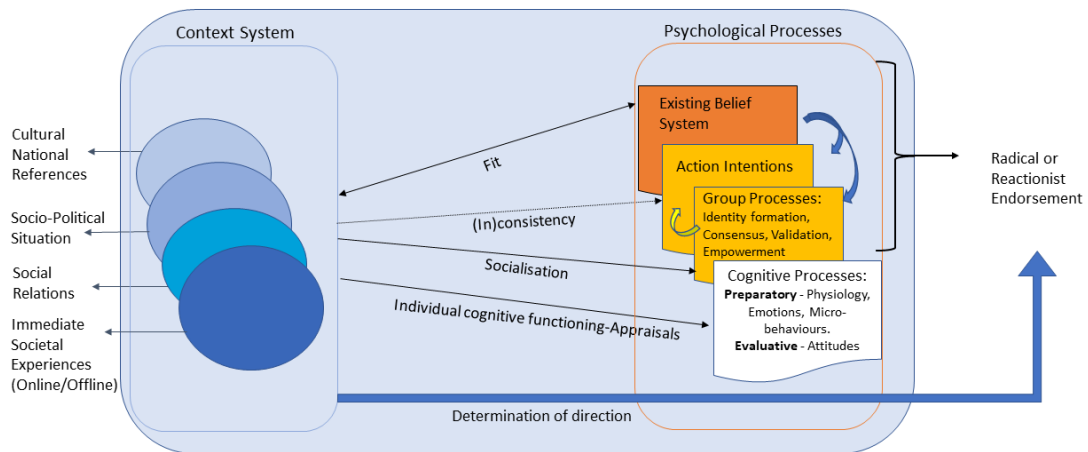 Context System
Psychological Processes
Cultural
National
References
Socio-Political
Situation
Social
Relations
Immediate
Societal
Experiences
(Online/Offline)
Fit
(In)consistency
Socialisation
Individual cognitive functioning-Appraisals
Existing Belief
System
Action Intentions
Group Processes:
Identity formation,
Consensus, Validation,
Empowerment
Cognitive Processes:
Preparatory - Physiology,
Emotions, Micro-
behaviours.
Evaluative - Attitudes
Radical or
Reactionist
Endorsement
Determination of direction